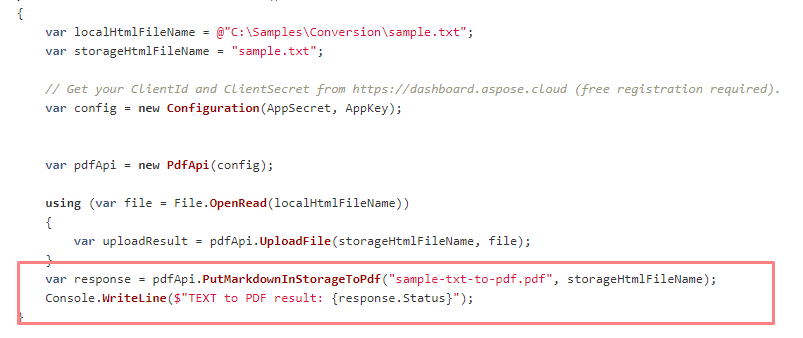 {
var localHtmlFileName = @"C:\Samples\Conversion\sample.txt";
var storageHtmlFileName = "sample.txt";
// Get your ClientId and ClientSecret from https://dashboard.aspose.cloud (free registration required).
var config = new Configuration(AppSecret, AppKey);
var pdfApi = new PdfApi(config);
using (var file = File.OpenRead(localHtmlFileName))
{
var uploadResult = pdfApi.UploadFile(storageHtmlFileName, file);
}
var response = pdfApi.PutMarkdownInStorageToPdf("sample-txt-to-pdf.pdf", storageHtmlFileName);
Console.WriteLine($"TEXT to PDF result: {response.Status}");
}